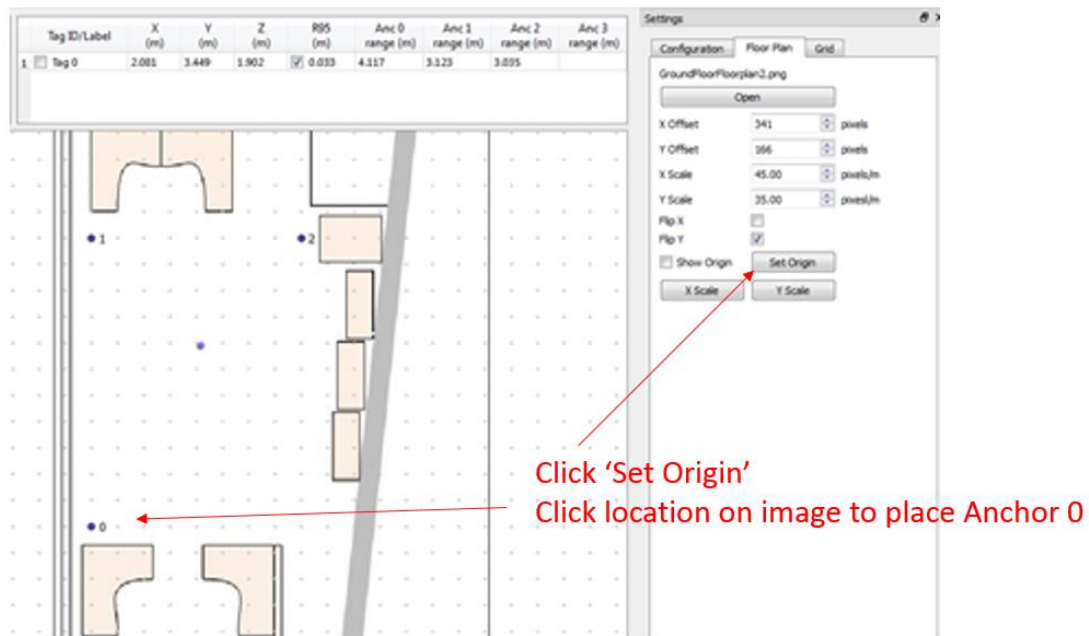 Settings
Tag ID/Label X (m) Y (m) Z (m) R95 (m) Anc 0 range (m) Anc 1 range (m) Anc 2 range (m) Anc 3 range (m)
1 Tag 0 2.081 3.449 1.902 0.033 4.117 3.123 3.035
Configuration Floor Plan Grid
GroundFloorFloorplan2.png
Open
X Offset 341 pixels
Y Offset 166 pixels
X Scale 45.00 pixels/m
Y Scale 35.00 pixesl/m
Flip X
Flip Y
Show Origin Set Origin
X Scale Y Scale
1
2
0
Click ‘Set Origin’
Click location on image to place Anchor 0